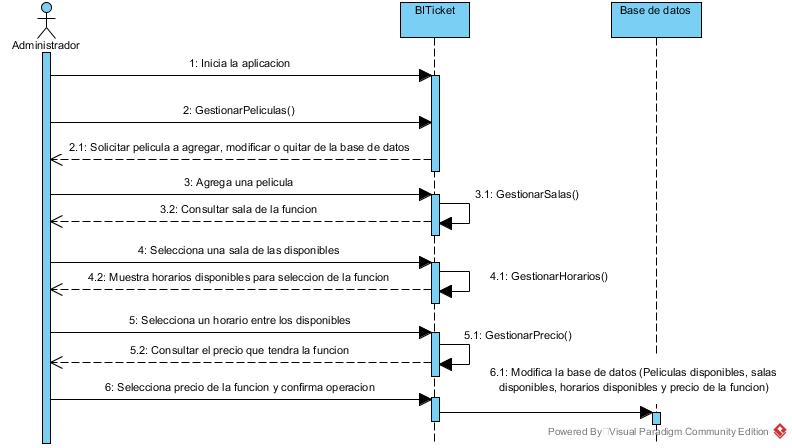 BITicket
Base de datos
Administrador
1: Inicia la aplicacion
2: GestionarPeliculas()
2.1: Solicitar pelicula a agregar, modificar o quitar de la base de datos
3: Agrega una pelicula
3.1: GestionarSalas()
3.2: Consultar sala de la funcion
4: Selecciona una sala de las disponibles
4.1: GestionarHorarios()
4.2: Muestra horarios disponibles para seleccion de la funcion
5: Selecciona un horario entre los disponibles
5.1: GestionarPrecio()
5.2: Consultar el precio que tendra la funcion
6: Selecciona precio de la funcion y confirma operacion
6.1: Modifica la base de datos (Peliculas disponibles, salas
disponibles, horarios disponibles y precio de la funcion)
Powered By Visual Paradigm Community Edition